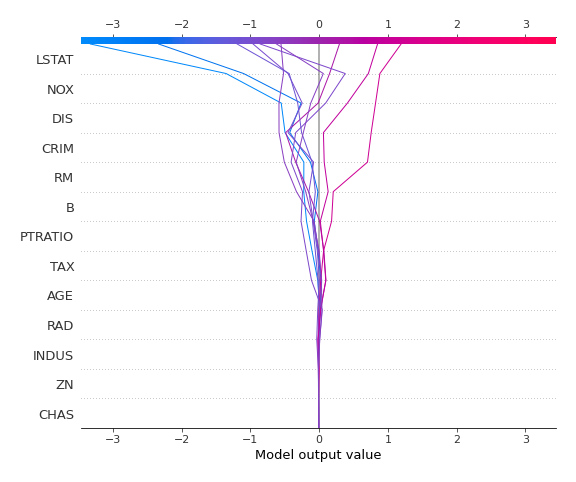 −3 −2 −1 0 1 2 3
LSTAT
NOX
DIS
CRIM
RM
B
PTRATIO
TAX
AGE
RAD
INDUS
ZN
CHAS
−3 −2 −1 0 1 2 3
Model output value